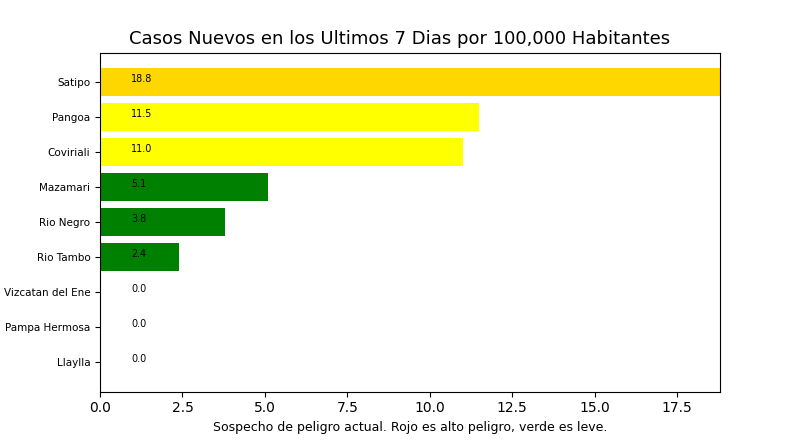 Casos Nuevos en los Ultimos 7 Dias por 100,000 Habitantes
Satipo 18.8
Pangoa 11.5
Coviriali 11.0
Mazamari 5.1
Rio Negro 3.8
Rio Tambo 2.4
Vizcatan del Ene 0.0
Pampa Hermosa 0.0
Llaylla 0.0
0.0 2.5 5.0 7.5 10.0 12.5 15.0 17.5
Sospecho de peligro actual. Rojo es alto peligro, verde es leve.